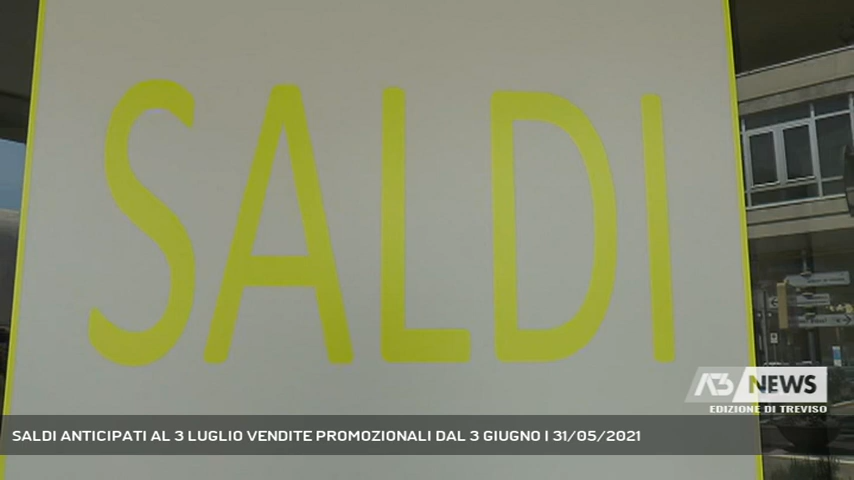 SALDI
A3 NEWS
EDIZIONE DI TREVISO
SALDI ANTICIPATI AL 3 LUGLIO VENDITE PROMOZIONALI DAL 3 GIUGNO | 31/05/2021